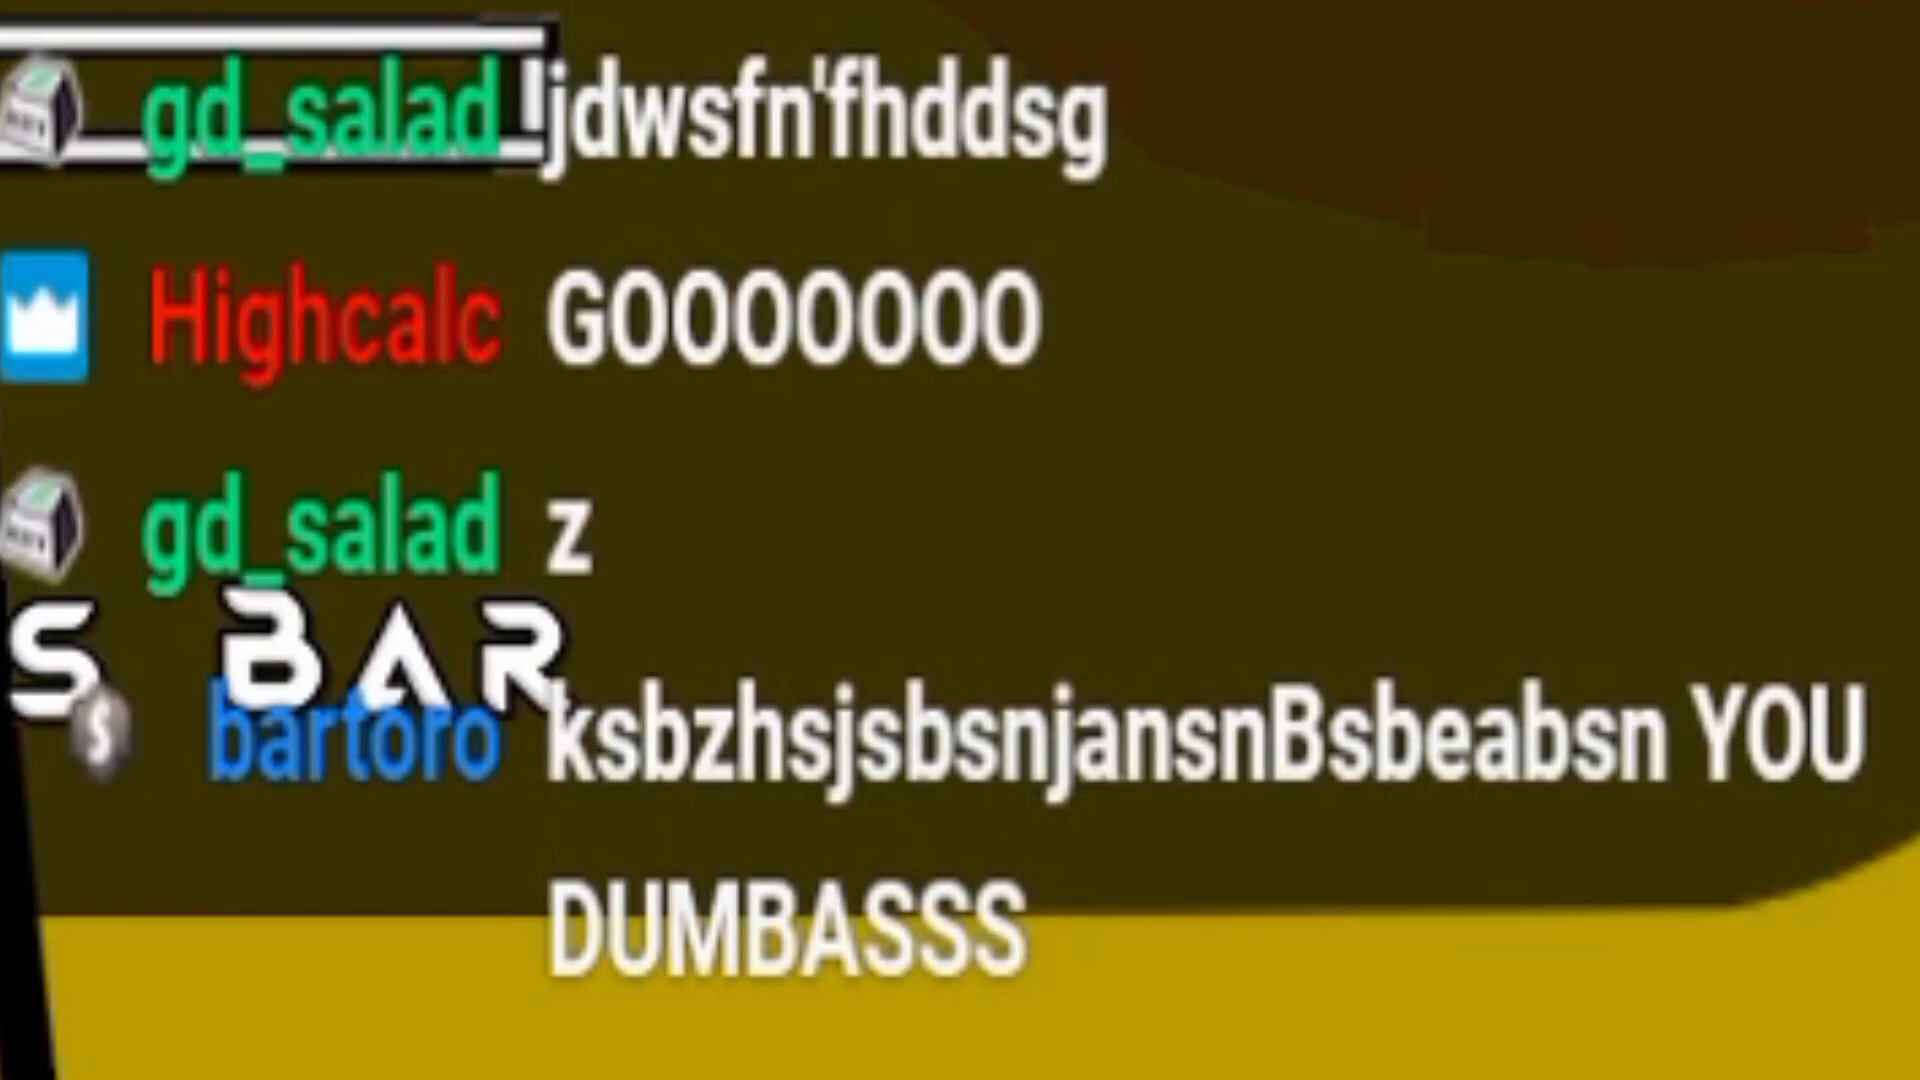 gd_salad jdwsfn'fhddsg
Highcalc GOOOOOOO
gd_salad z
S BAR
bartoro ksbzhsjsbsnjansnBsbeabsn YOU
DUMBASSS